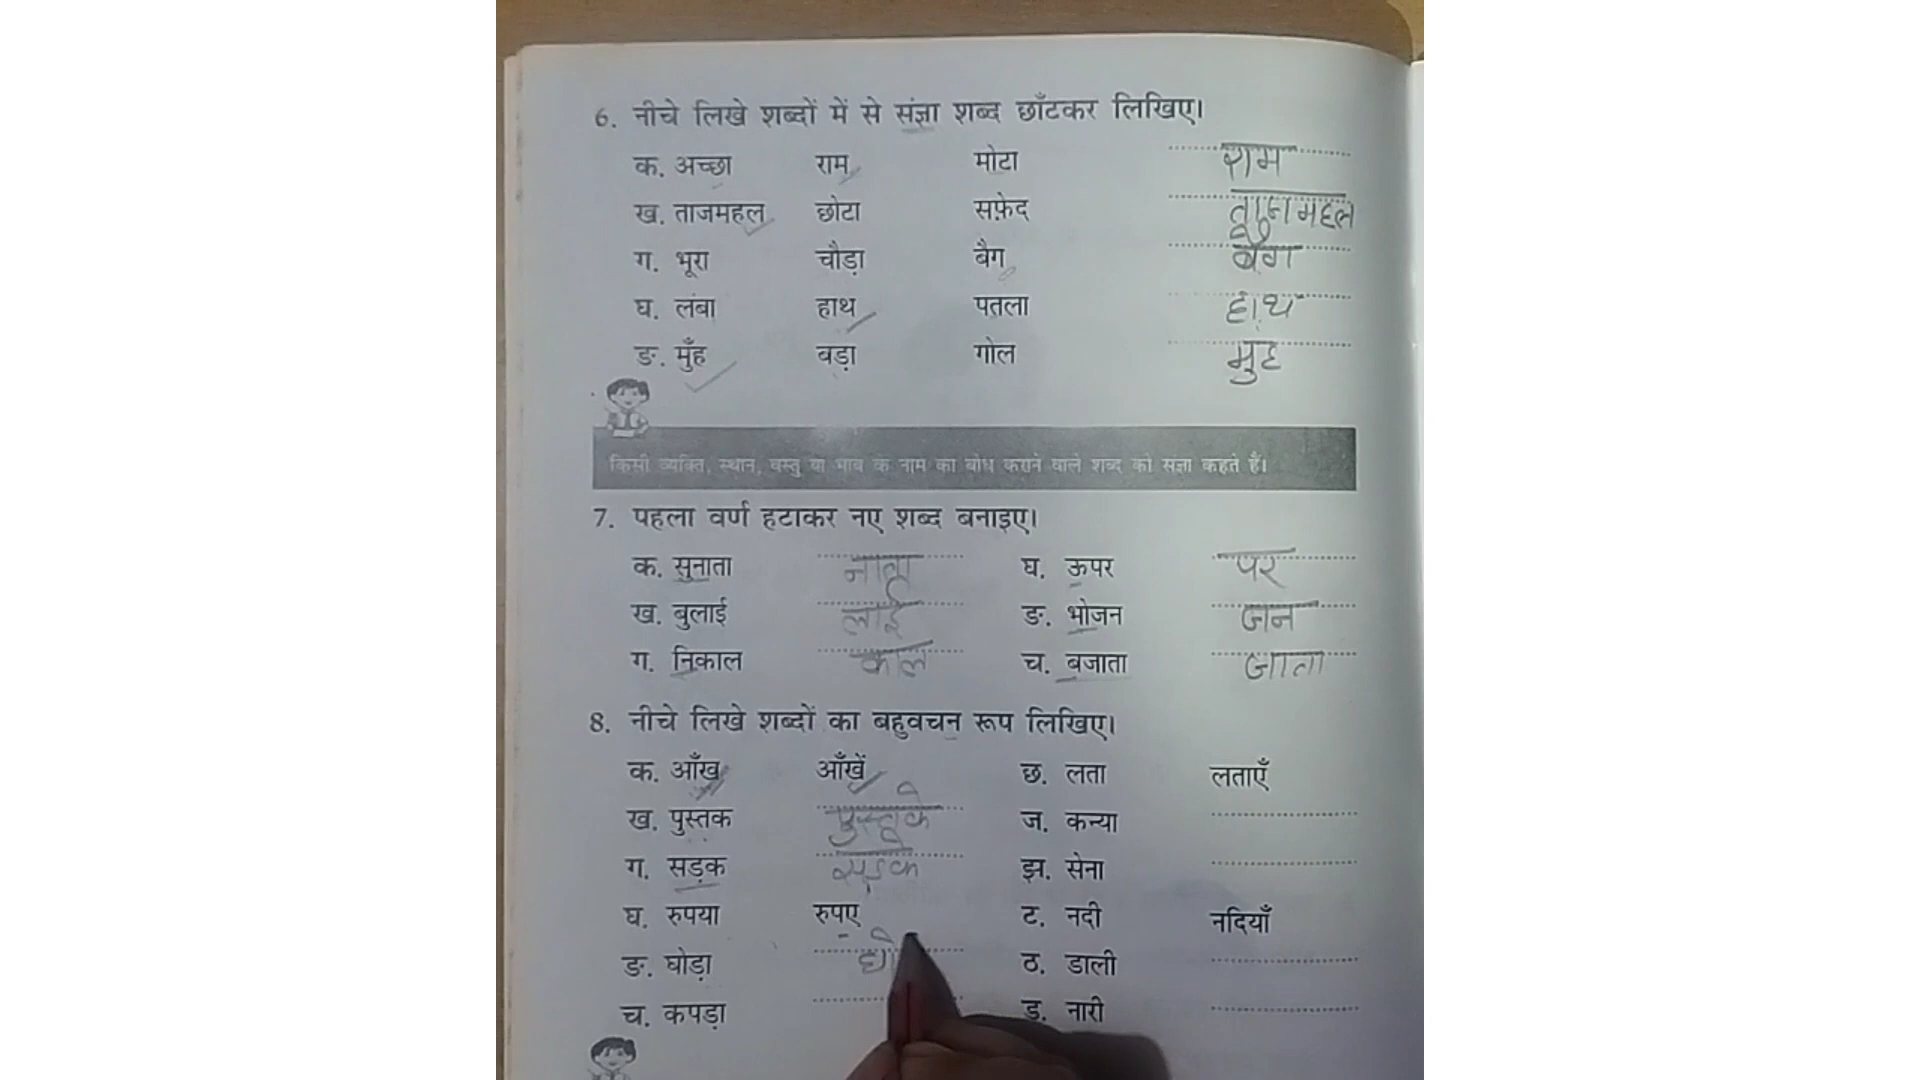 6. नीचे लिखे शब्दों में से संज्ञा शब्द छाँटकर लिखिए।
क. अच्छा राम मोटा राम
ख. ताजमहल छोटा सफ़ेद ताजमहल
ग. भूरा चौड़ा बैग बैग
घ. लंबा हाथ पतला हाथ
ङ. मुँह बड़ा गोल मुह
किसी व्यक्ति, स्थान, वस्तु या भाव के नाम का बोध कराने वाले शब्द को संज्ञा कहते हैं।
7. पहला वर्ण हटाकर नए शब्द बनाइए।
क. सुनाता नाता घ. ऊपर पर
ख. बुलाई लाई ङ. भोजन जन
ग. निकाल काल च. बजाता जाता
8. नीचे लिखे शब्दों का बहुवचन रूप लिखिए।
क. आँख आँखें छ. लता लताएँ
ख. पुस्तक पुस्तके ज. कन्या
ग. सड़क सड़क झ. सेना
घ. रुपया रुपए ट. नदी नदियाँ
ङ. घोड़ा घो ठ. डाली
च. कपड़ा ड. नारी